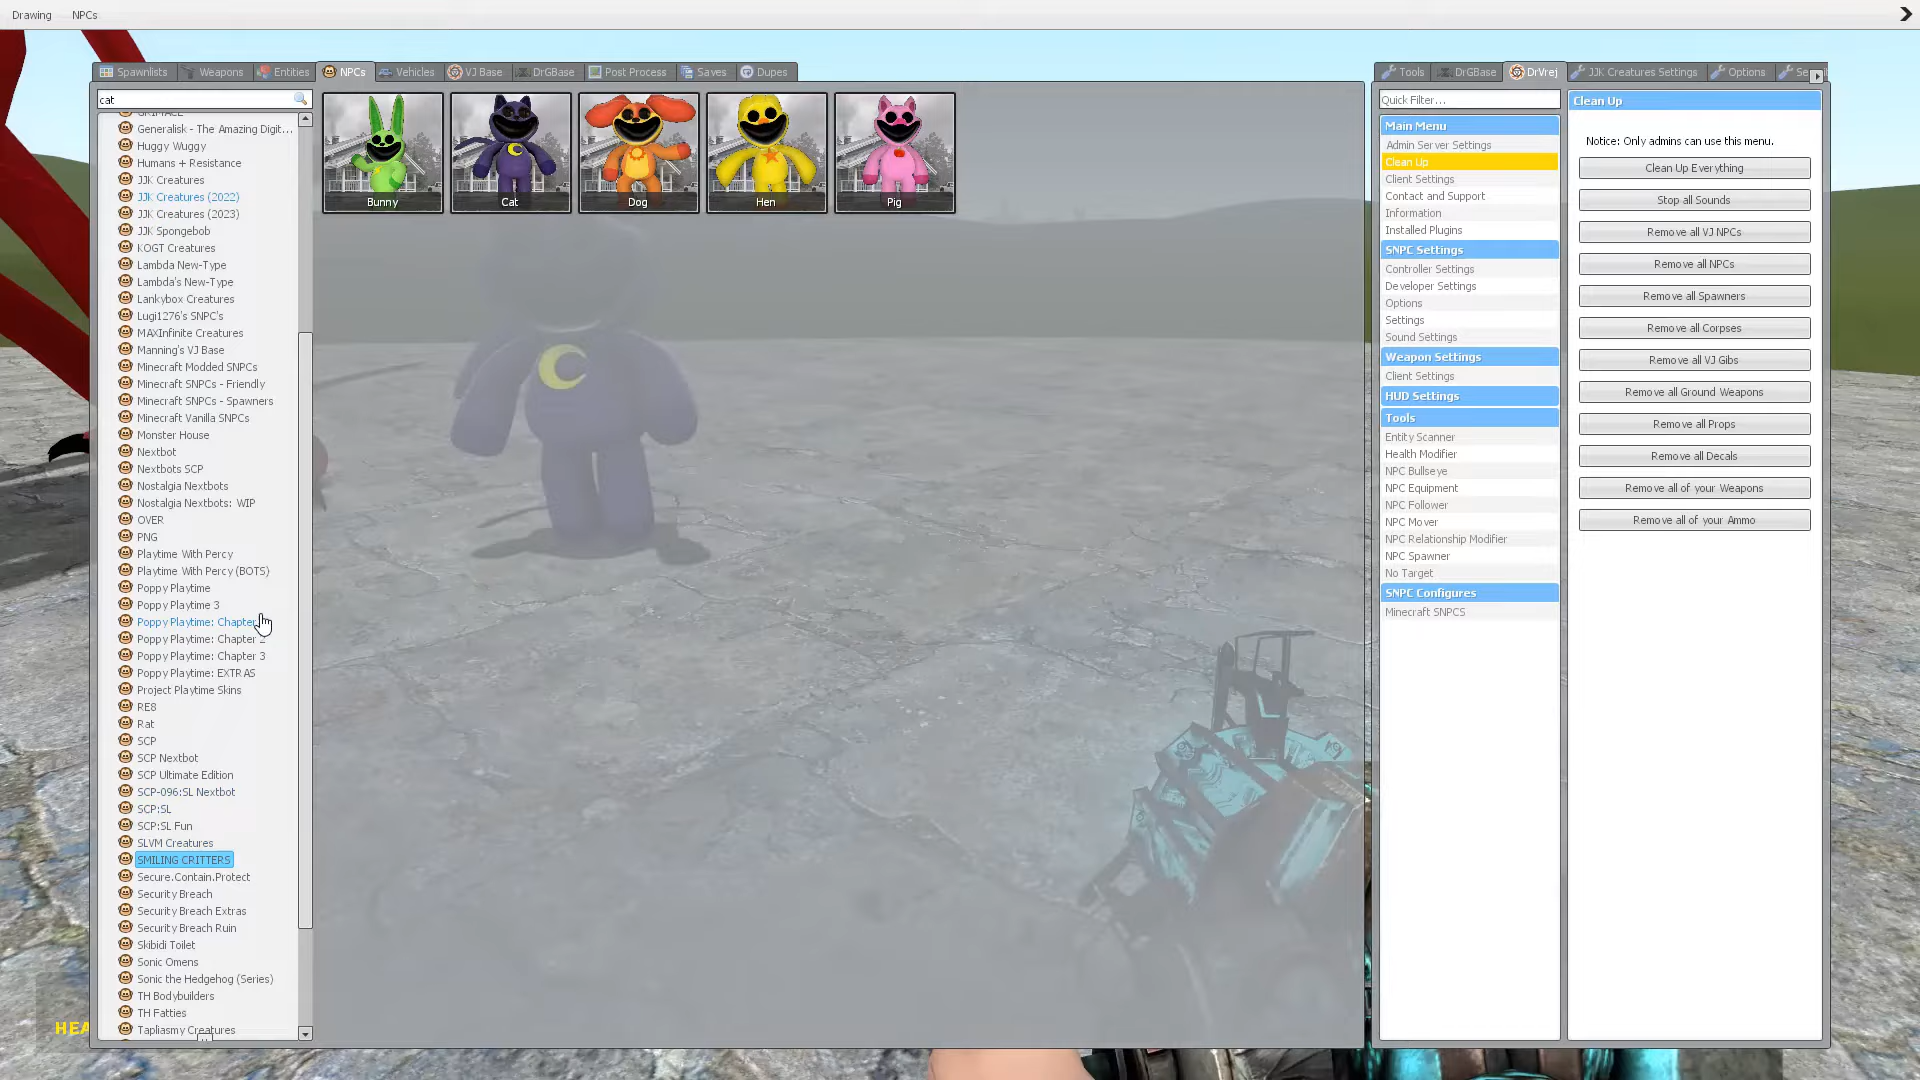 Drawing NPCs
Spawnlists Weapons Entities NPCs Vehicles VJ Base DrGBase Post Process Saves Dupes
cat
GRIMACE
Generalisk - The Amazing Digit...
Huggy Wuggy
Humans + Resistance
JJK Creatures
JJK Creatures (2022)
JJK Creatures (2023)
JJK Spongebob
KOGT Creatures
Lambda New-Type
Lambda's New-Type
Lankybox Creatures
Lugi1276's SNPC's
MAXInfinite Creatures
Manning's VJ Base
Minecraft Modded SNPCs
Minecraft SNPCs - Friendly
Minecraft SNPCs - Spawners
Minecraft Vanilla SNPCs
Monster House
Nextbot
Nextbots SCP
Nostalgia Nextbots
Nostalgia Nextbots: WIP
OVER
PNG
Playtime With Percy
Playtime With Percy (BOTS)
Poppy Playtime
Poppy Playtime 3
Poppy Playtime: Chapter
Poppy Playtime: Chapter 2
Poppy Playtime: Chapter 3
Poppy Playtime: EXTRAS
Project Playtime Skins
RE8
Rat
SCP
SCP Nextbot
SCP Ultimate Edition
SCP-096:SL Nextbot
SCP:SL
SCP:SL Fun
SLVM Creatures
SMILING CRITTERS
Secure.Contain.Protect
Security Breach
Security Breach Extras
Security Breach Ruin
Skibidi Toilet
Sonic Omens
Sonic the Hedgehog (Series)
TH Bodybuilders
TH Fatties
Tapliasmy Creatures
Bunny Cat Dog Hen Pig
Tools DrGBase DrVrej JJK Creatures Settings Options
Quick Filter...
Main Menu
Admin Server Settings
Clean Up
Client Settings
Contact and Support
Information
Installed Plugins
SNPC Settings
Controller Settings
Developer Settings
Options
Settings
Sound Settings
Weapon Settings
Client Settings
HUD Settings
Tools
Entity Scanner
Health Modifier
NPC Bullseye
NPC Equipment
NPC Follower
NPC Mover
NPC Relationship Modifier
NPC Spawner
No Target
SNPC Configures
Minecraft SNPCS
Clean Up
Notice: Only admins can use this menu.
Clean Up Everything
Stop all Sounds
Remove all VJ NPCs
Remove all NPCs
Remove all Spawners
Remove all Corpses
Remove all VJ Gibs
Remove all Ground Weapons
Remove all Props
Remove all Decals
Remove all of your Weapons
Remove all of your Ammo
HEA